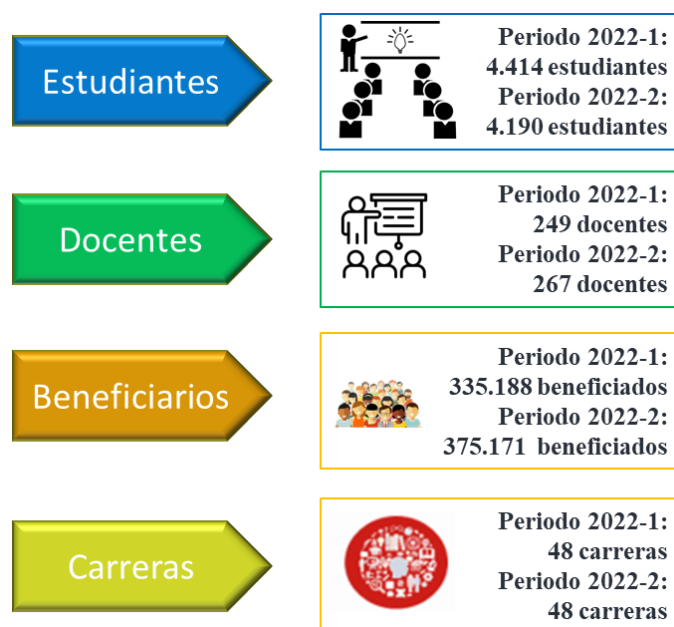 Estudiantes
Periodo 2022-1:
4.414 estudiantes
Periodo 2022-2:
4.190 estudiantes
Docentes
Periodo 2022-1:
249 docentes
Periodo 2022-2:
267 docentes
Beneficiarios
Periodo 2022-1:
335.188 beneficiados
Periodo 2022-2:
375.171 beneficiados
Carreras
Periodo 2022-1:
48 carreras
Periodo 2022-2:
48 carreras